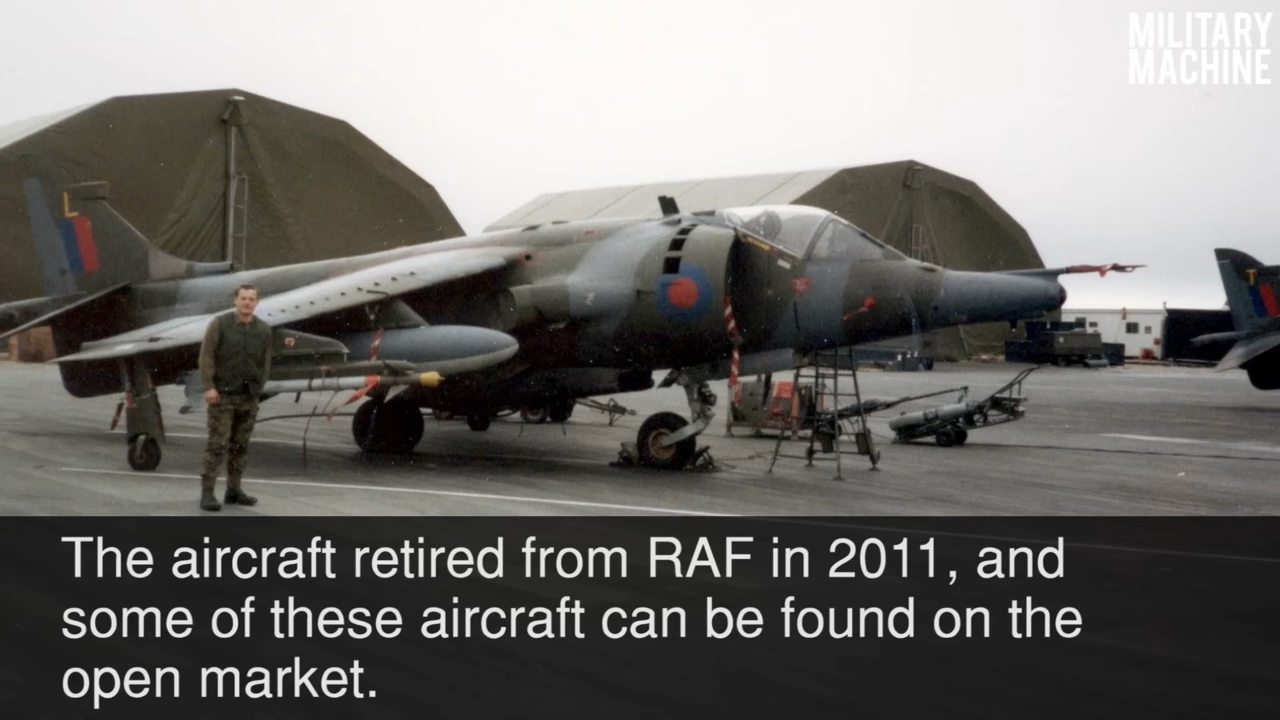 MILITARY
MACHINE
L
T
The aircraft retired from RAF in 2011, and
some of these aircraft can be found on the
open market.